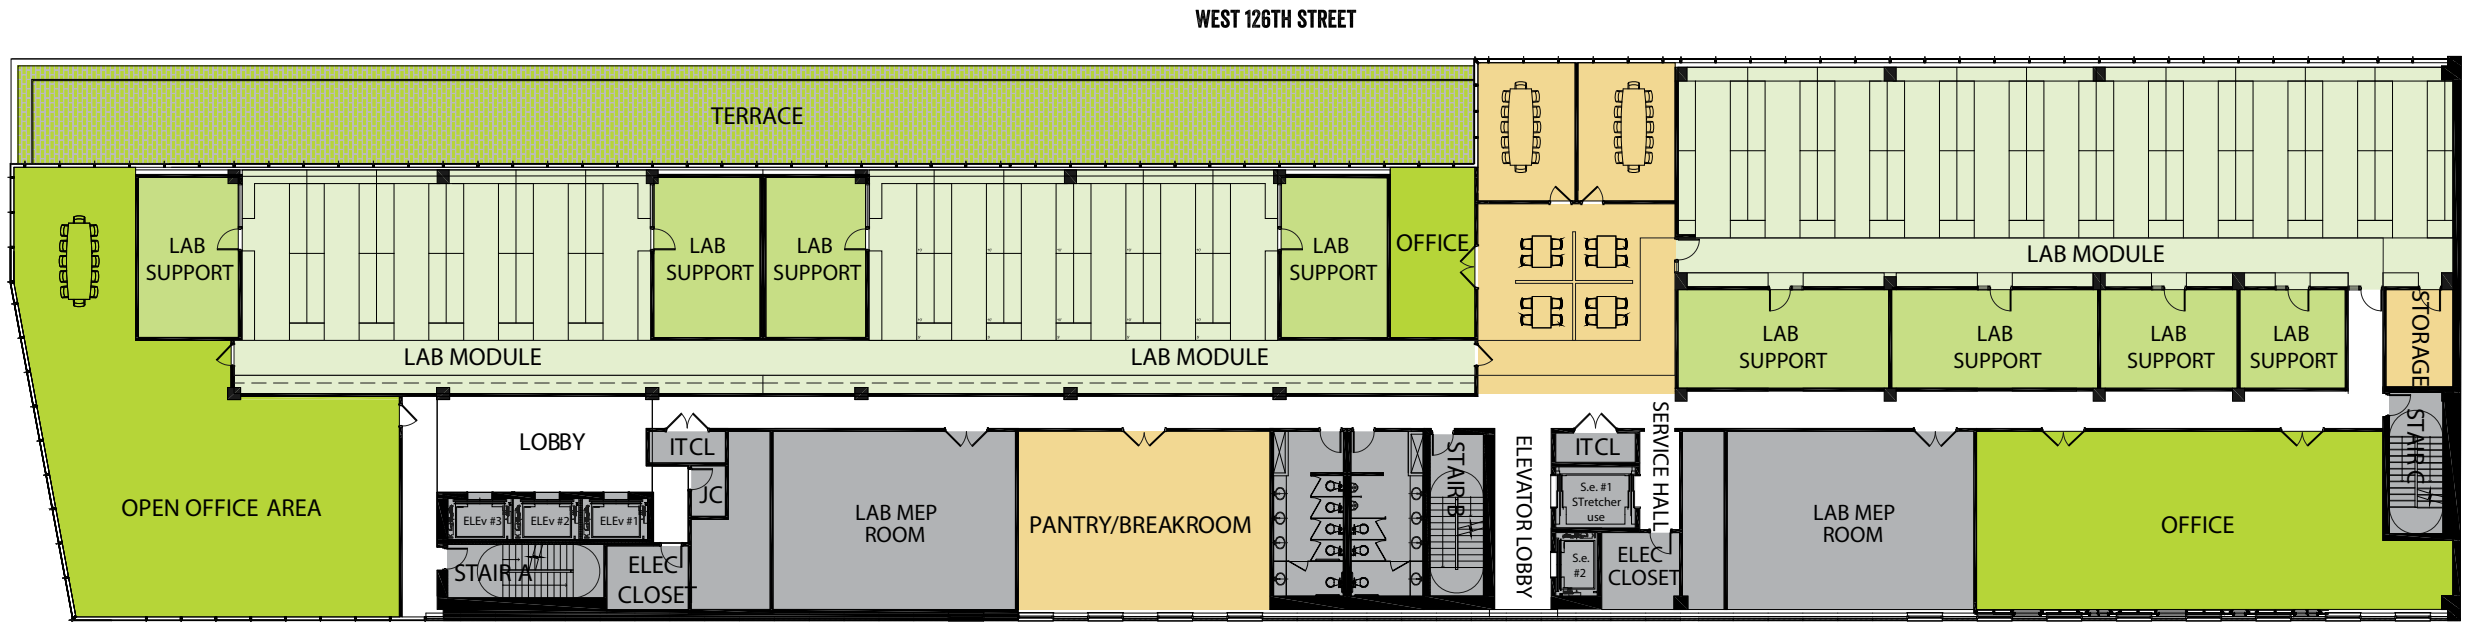 WEST 126TH STREET
TERRACE
LAB
SUPPORT
LAB
SUPPORT
LAB
SUPPORT
LAB
SUPPORT
OFFICE
LAB MODULE
LAB MODULE
LAB MODULE
LAB
SUPPORT
LAB
SUPPORT
LAB
SUPPORT
LAB
SUPPORT
STORAGE
LOBBY
ITCL
JC
OPEN OFFICE AREA
ELEv #3
ELEv #2
ELEv #1
STAIR A
ELEC
CLOSET
LAB MEP
ROOM
PANTRY/BREAKROOM
STAIR B
ELEVATOR LOBBY
ITCL
S.e. #1
STretcher
use
S.e.
#2
SERVICE HALL
ELEC
CLOSET
LAB MEP
ROOM
OFFICE
STAIR C